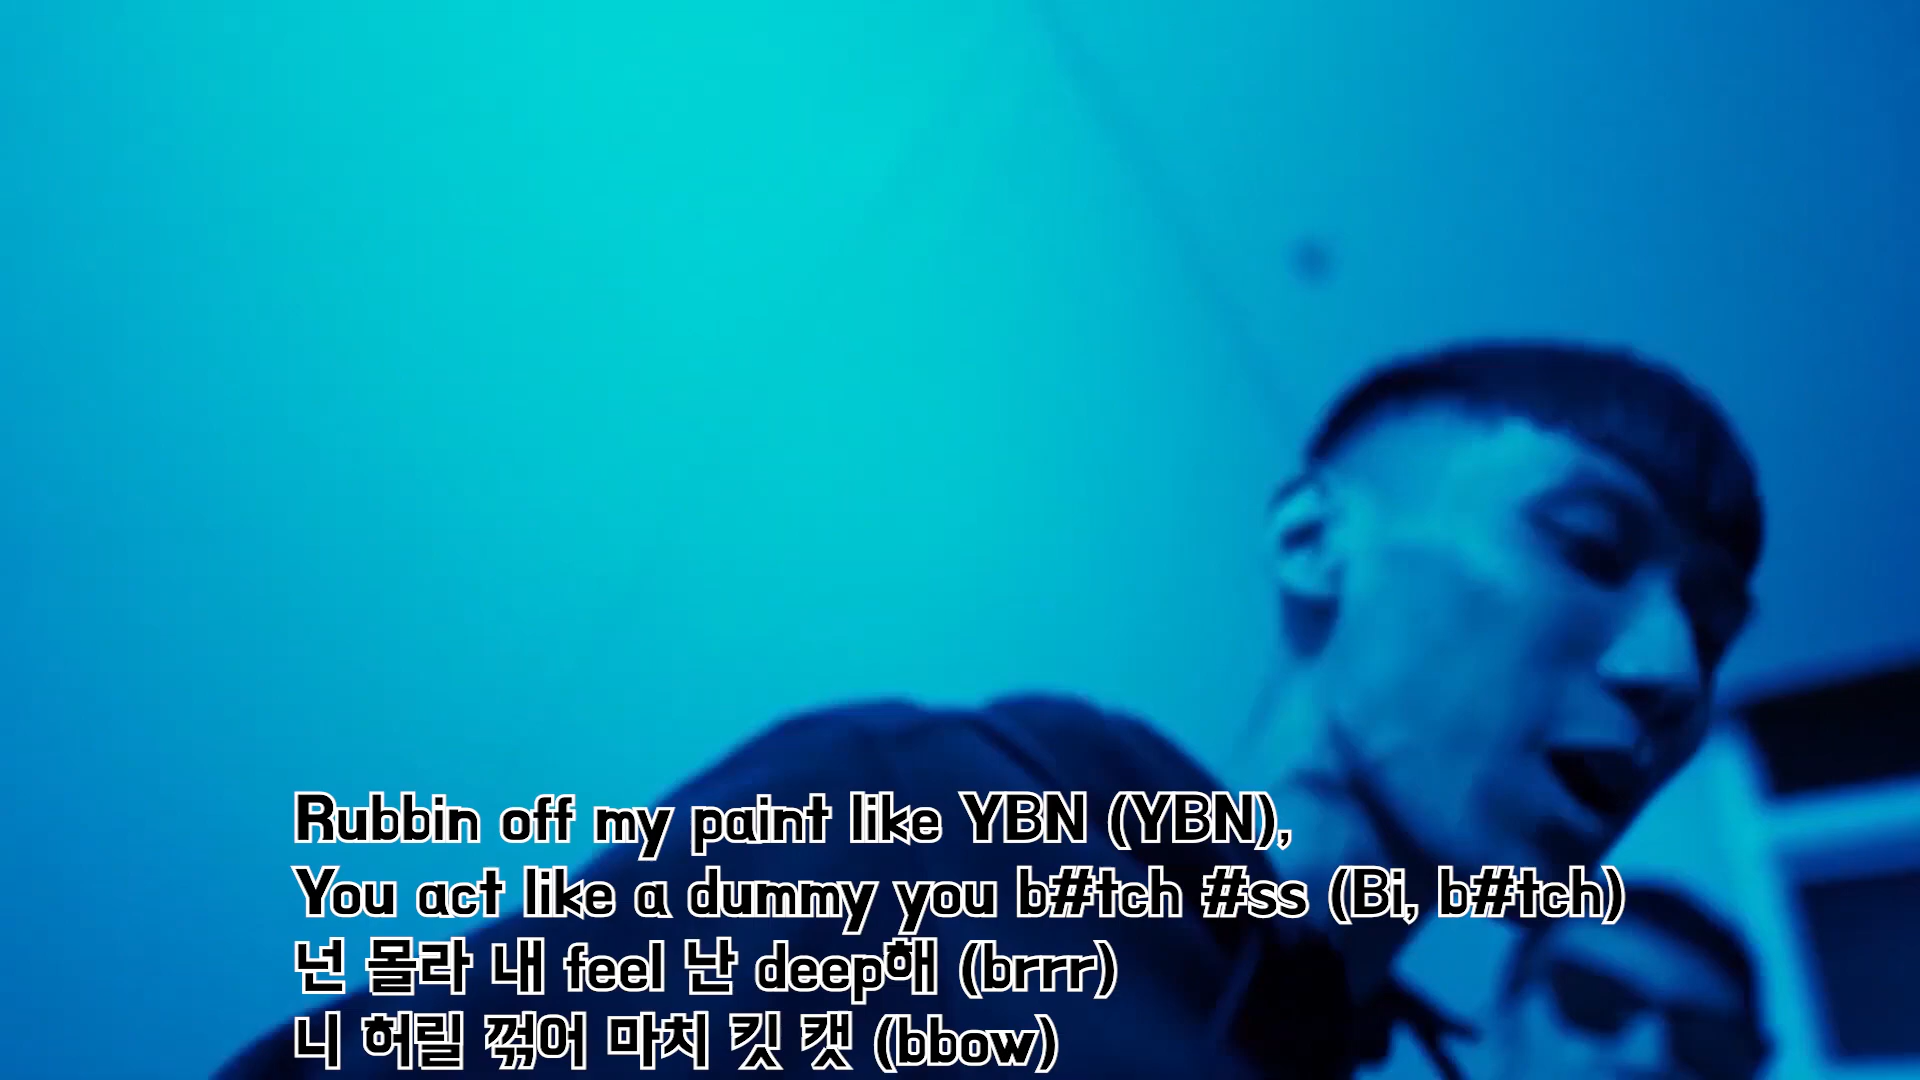 Rubbin off my paint like YBN (YBN),
You act like a dummy you b#tch #ss (Bi, b#tch)
넌 몰라 내 feel 난 deep해 (brrr)
니 허릴 꺾어 마치 킷 캣 (bbow)